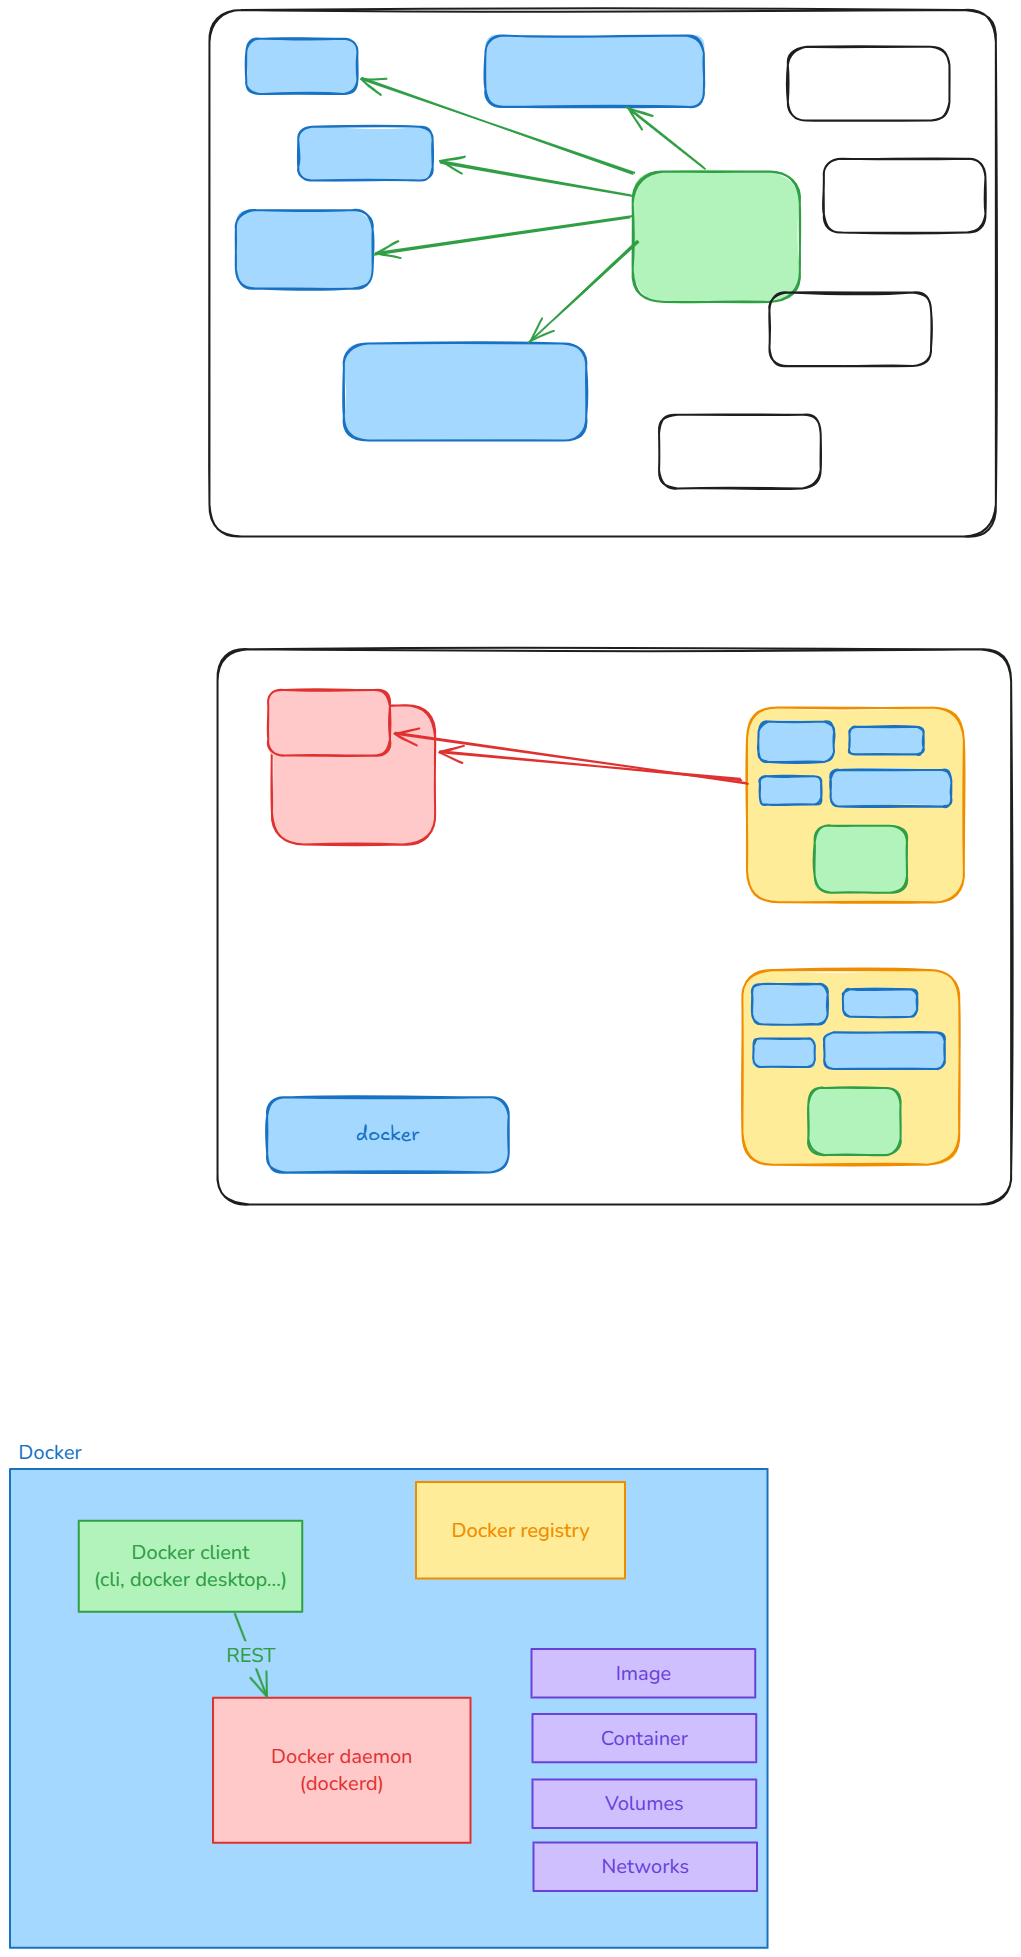 docker
Docker
Docker registry
Docker client
(cli, docker desktop...)
REST
Image
Container
Docker daemon
(dockerd)
Volumes
Networks